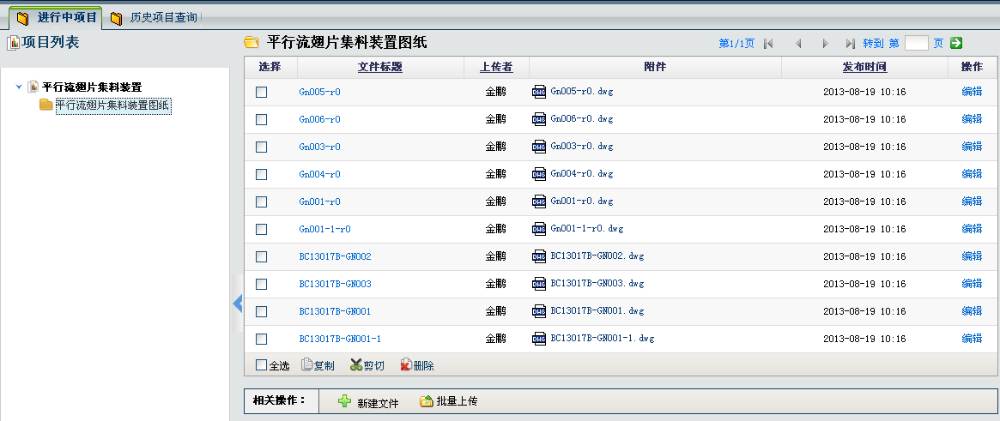 进行中项目 历史项目查询
项目列表
平行流翅片集料装置
平行流翅片集料装置图纸
平行流翅片集料装置图纸 第1/1页 转到 第 页
选择 文件标题 上传者 附件 发布时间 操作
Gn005-r0 金鹏 DWG Gn005-r0.dwg 2013-08-19 10:16 编辑
Gn006-r0 金鹏 DWG Gn006-r0.dwg 2013-08-19 10:16 编辑
Gn003-r0 金鹏 DWG Gn003-r0.dwg 2013-08-19 10:16 编辑
Gn004-r0 金鹏 DWG Gn004-r0.dwg 2013-08-19 10:16 编辑
Gn001-r0 金鹏 DWG Gn001-r0.dwg 2013-08-19 10:16 编辑
Gn001-1-r0 金鹏 DWG Gn001-1-r0.dwg 2013-08-19 10:16 编辑
BC13017B-GN002 金鹏 DWG BC13017B-GN002.dwg 2013-08-19 10:16 编辑
BC13017B-GN003 金鹏 DWG BC13017B-GN003.dwg 2013-08-19 10:16 编辑
BC13017B-GN001 金鹏 DWG BC13017B-GN001.dwg 2013-08-19 10:16 编辑
BC13017B-GN001-1 金鹏 DWG BC13017B-GN001-1.dwg 2013-08-19 10:16 编辑
全选 复制 剪切 删除
相关操作： 新建文件 批量上传